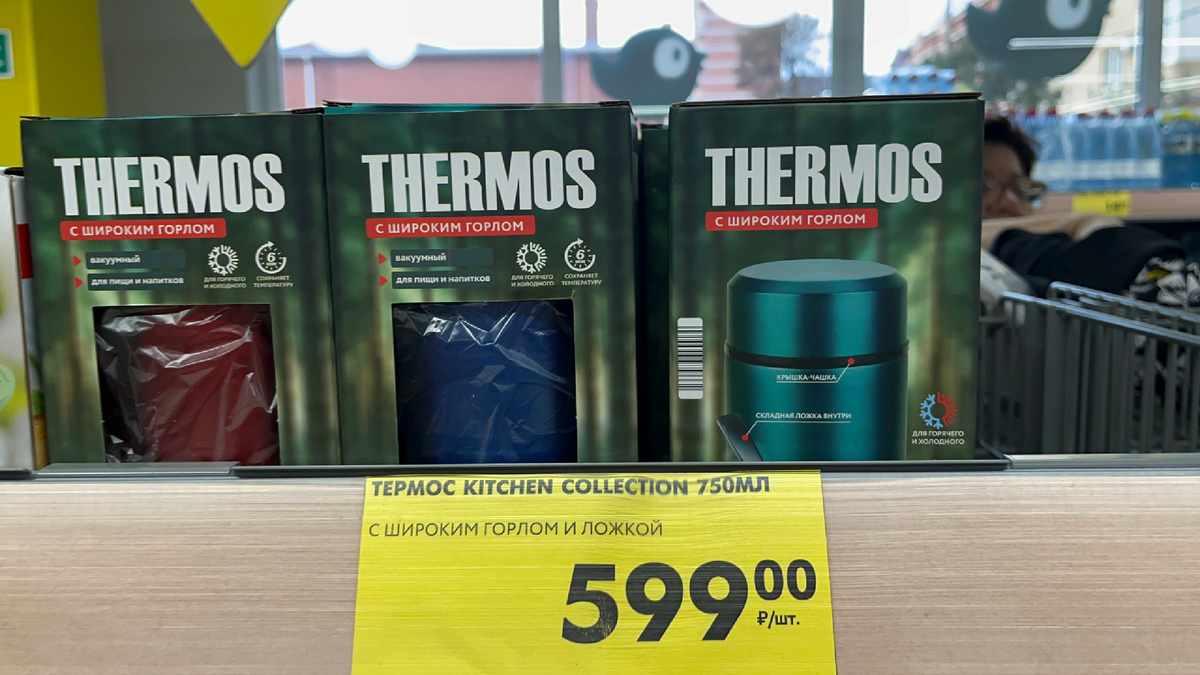 THERMOS
С ШИРОКИМ ГОРЛОМ
вакуумный
для пищи и напитков
ДЛЯ ГОРЯЧЕГО
И ХОЛОДНОГО
6
СОХРАНЯЕТ
ТЕМПЕРАТУРУ
THERMOS
С ШИРОКИМ ГОРЛОМ
вакуумный
для пищи и напитков
ДЛЯ ГОРЯЧЕГО
И ХОЛОДНОГО
6
СОХРАНЯЕТ
ТЕМПЕРАТУРУ
THERMOS
С ШИРОКИМ ГОРЛОМ
КРЫШКА-ЧАШКА
СКЛАДНАЯ ЛОЖКА ВНУТРИ
ДЛЯ ГОРЯЧЕГО
И ХОЛОДНОГО
ТЕРМОС KITCHEN COLLECTION 750МЛ
С ШИРОКИМ ГОРЛОМ И ЛОЖКОЙ
599 00
₽/шт.